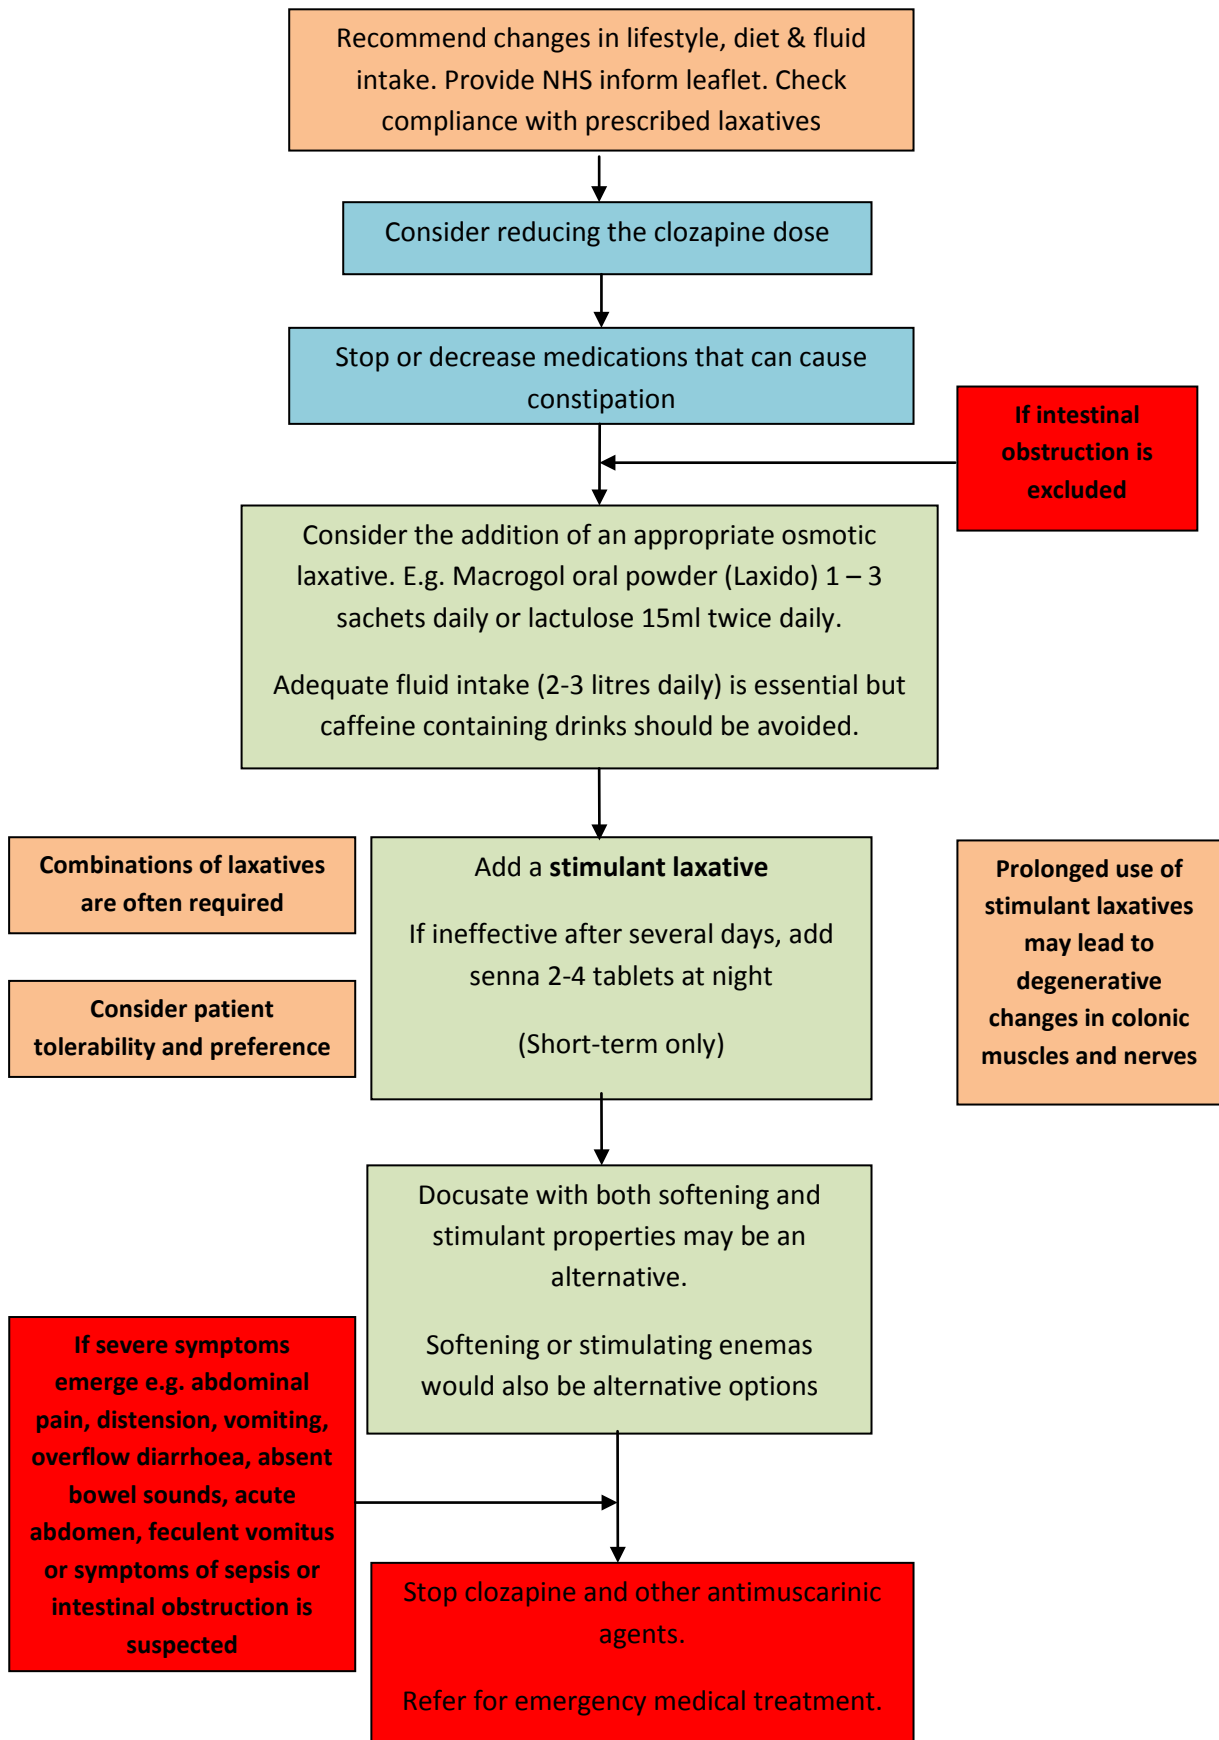 Recommend changes in lifestyle, diet & fluid
intake. Provide NHS inform leaflet. Check
compliance with prescribed laxatives
Consider reducing the clozapine dose
Stop or decrease medications that can cause
constipation
If intestinal
obstruction is
excluded
Consider the addition of an appropriate osmotic
laxative. E.g. Macrogol oral powder (Laxido) 1 – 3
sachets daily or lactulose 15ml twice daily.
Adequate fluid intake (2-3 litres daily) is essential but
caffeine containing drinks should be avoided.
Combinations of laxatives
are often required
Consider patient
tolerability and preference
Add a stimulant laxative
If ineffective after several days, add
senna 2-4 tablets at night
(Short-term only)
Prolonged use of
stimulant laxatives
may lead to
degenerative
changes in colonic
muscles and nerves
Docusate with both softening and
stimulant properties may be an
alternative.
Softening or stimulating enemas
would also be alternative options
If severe symptoms
emerge e.g. abdominal
pain, distension, vomiting,
overflow diarrhoea, absent
bowel sounds, acute
abdomen, feculent vomitus
or symptoms of sepsis or
intestinal obstruction is
suspected
Stop clozapine and other antimuscarinic
agents.
Refer for emergency medical treatment.